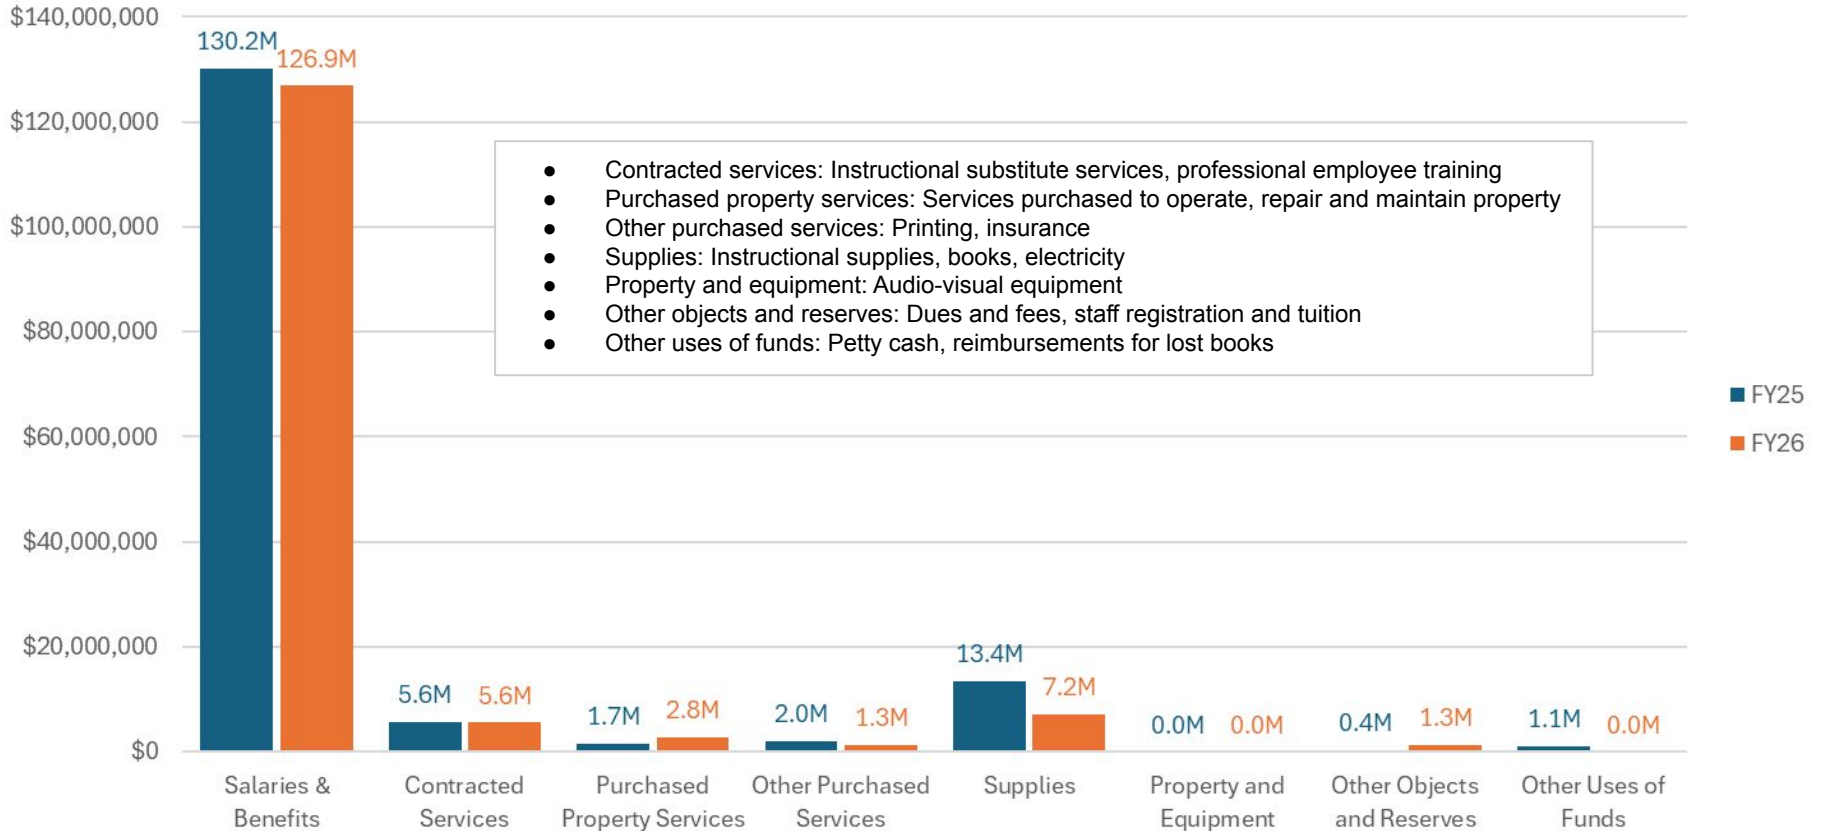 $140,000,000
$120,000,000
$100,000,000
$80,000,000
$60,000,000
$40,000,000
$20,000,000
$0
130.2M
126.9M
● Contracted services: Instructional substitute services, professional employee training
● Purchased property services: Services purchased to operate, repair and maintain property
● Other purchased services: Printing, insurance
● Supplies: Instructional supplies, books, electricity
● Property and equipment: Audio-visual equipment
● Other objects and reserves: Dues and fees, staff registration and tuition
● Other uses of funds: Petty cash, reimbursements for lost books
FY25
FY26
5.6M 5.6M
1.7M 2.8M
2.0M 1.3M
13.4M 7.2M
0.0M 0.0M
0.4M 1.3M
1.1M 0.0M
Salaries &
Benefits
Contracted
Services
Purchased
Property Services
Other Purchased
Services
Supplies
Property and
Equipment
Other Objects
and Reserves
Other Uses of
Funds